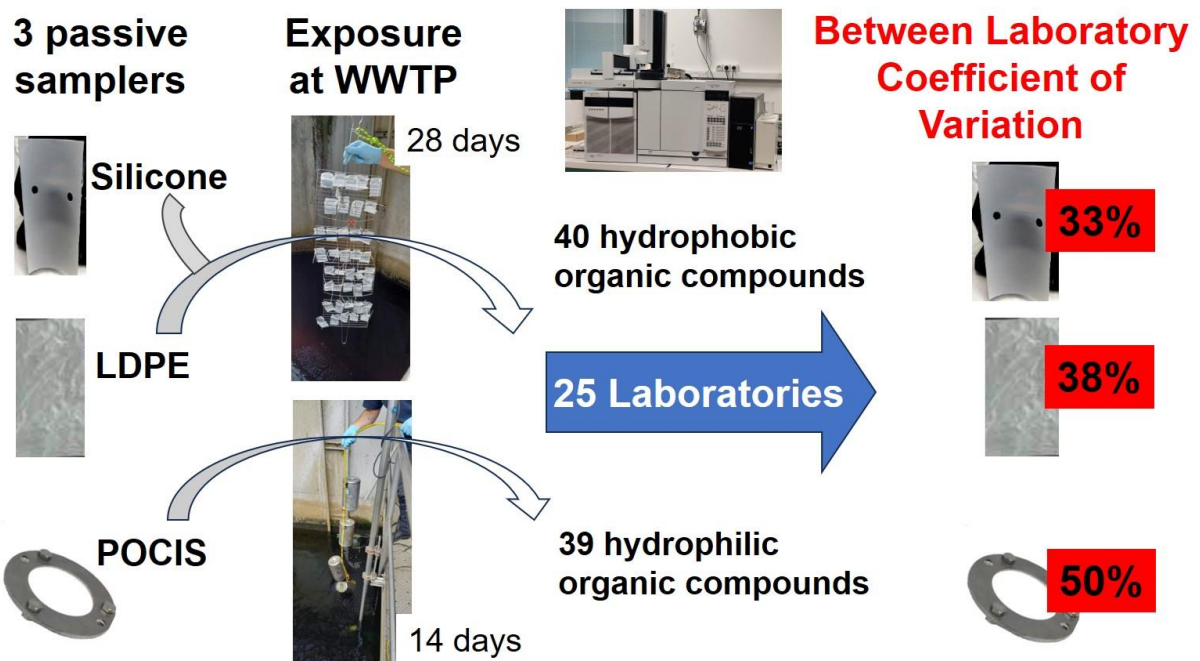 3 passive
samplers
Exposure
at WWTP
Between Laboratory
Coefficient of
Variation
28 days
Silicone
33%
40 hydrophobic
organic compounds
LDPE
25 Laboratories
38%
POCIS
39 hydrophilic
organic compounds
50%
14 days